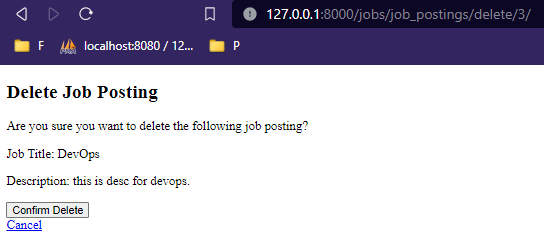 127.0.0.1:8000/jobs/job_postings/delete/3/
F localhost:8080 / 12... P
Delete Job Posting
Are you sure you want to delete the following job posting?
Job Title: DevOps
Description: this is desc for devops.
Confirm Delete
Cancel